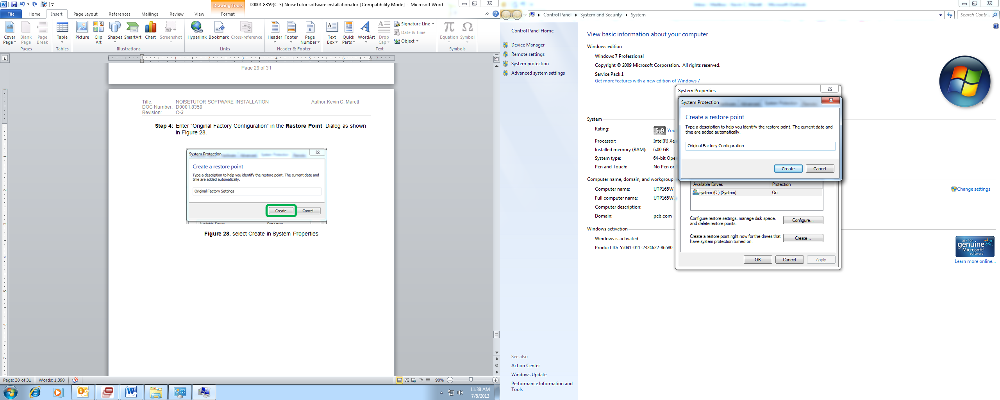 Drawing Tools
D0001 8359(C-3) NoiseTutor software installation.doc [Compatibility Mode] - Microsoft Word
File Home Insert Page Layout References Mailings Review View Format
Cover Page
Blank Page
Page Break
Table
Picture
Clip Art
Shapes
SmartArt
Chart
Screenshot
Hyperlink
Bookmark
Cross-reference
Header
Footer
Page Number
Text Box
Quick Parts
WordArt
Drop Cap
Signature Line
Date & Time
Object
Equation
Symbol
Pages Tables Illustrations Links Header & Footer Text Symbols
1 1 2 3 4 5 6 7
Page 29 of 31
Title: NOISETUTOR SOFTWARE INSTALLATION Author:Kevin C. Marett
DOC Number: D0001.8359
Revision: C-3
Step 4: Enter “Original Factory Configuration” in the Restore Point Dialog as shown
in Figure 28.
System Protection
Create a restore point
Type a description to help you identify the restore point. The current date and
time are added automatically.
Original Factory Settings
Create Cancel
Figure 28. select Create in System Properties
Page: 30 of 31 Words: 1,390 90%
11:38 AM
7/8/2013
Control Panel System and Security System
Search Contr...
Control Panel Home
Device Manager
Remote settings
System protection
Advanced system settings
See also
Action Center
Windows Update
Performance Information and
Tools
View basic information about your computer
Windows edition
Windows 7 Professional
Copyright © 2009 Microsoft Corporation. All rights reserved.
Service Pack 1
Get more features with a new edition of Windows 7
System
Rating: 5.9 You
Processor: Intel(R) Xe
Installed memory (RAM): 6.00 GB
System type: 64-bit Ope
Pen and Touch: No Pen or
Computer name, domain, and workgroup
Computer name: UTP165W
Full computer name: UTP165W.
Computer description:
Domain: pcb.com
Change settings
Windows activation
Windows is activated
Product ID: 55041-011-2324622-86580
ask for
genuine
Microsoft
software
Learn more online...
System Properties
System Protection
Create a restore point
Type a description to help you identify the restore point. The current date and
time are added automatically.
Original Factory Configuration
Create Cancel
Available Drives Protection
system (C:) (System) On
Configure restore settings, manage disk space,
and delete restore points.
Configure...
Create a restore point right now for the drives that
have system protection turned on.
Create...
OK Cancel Apply